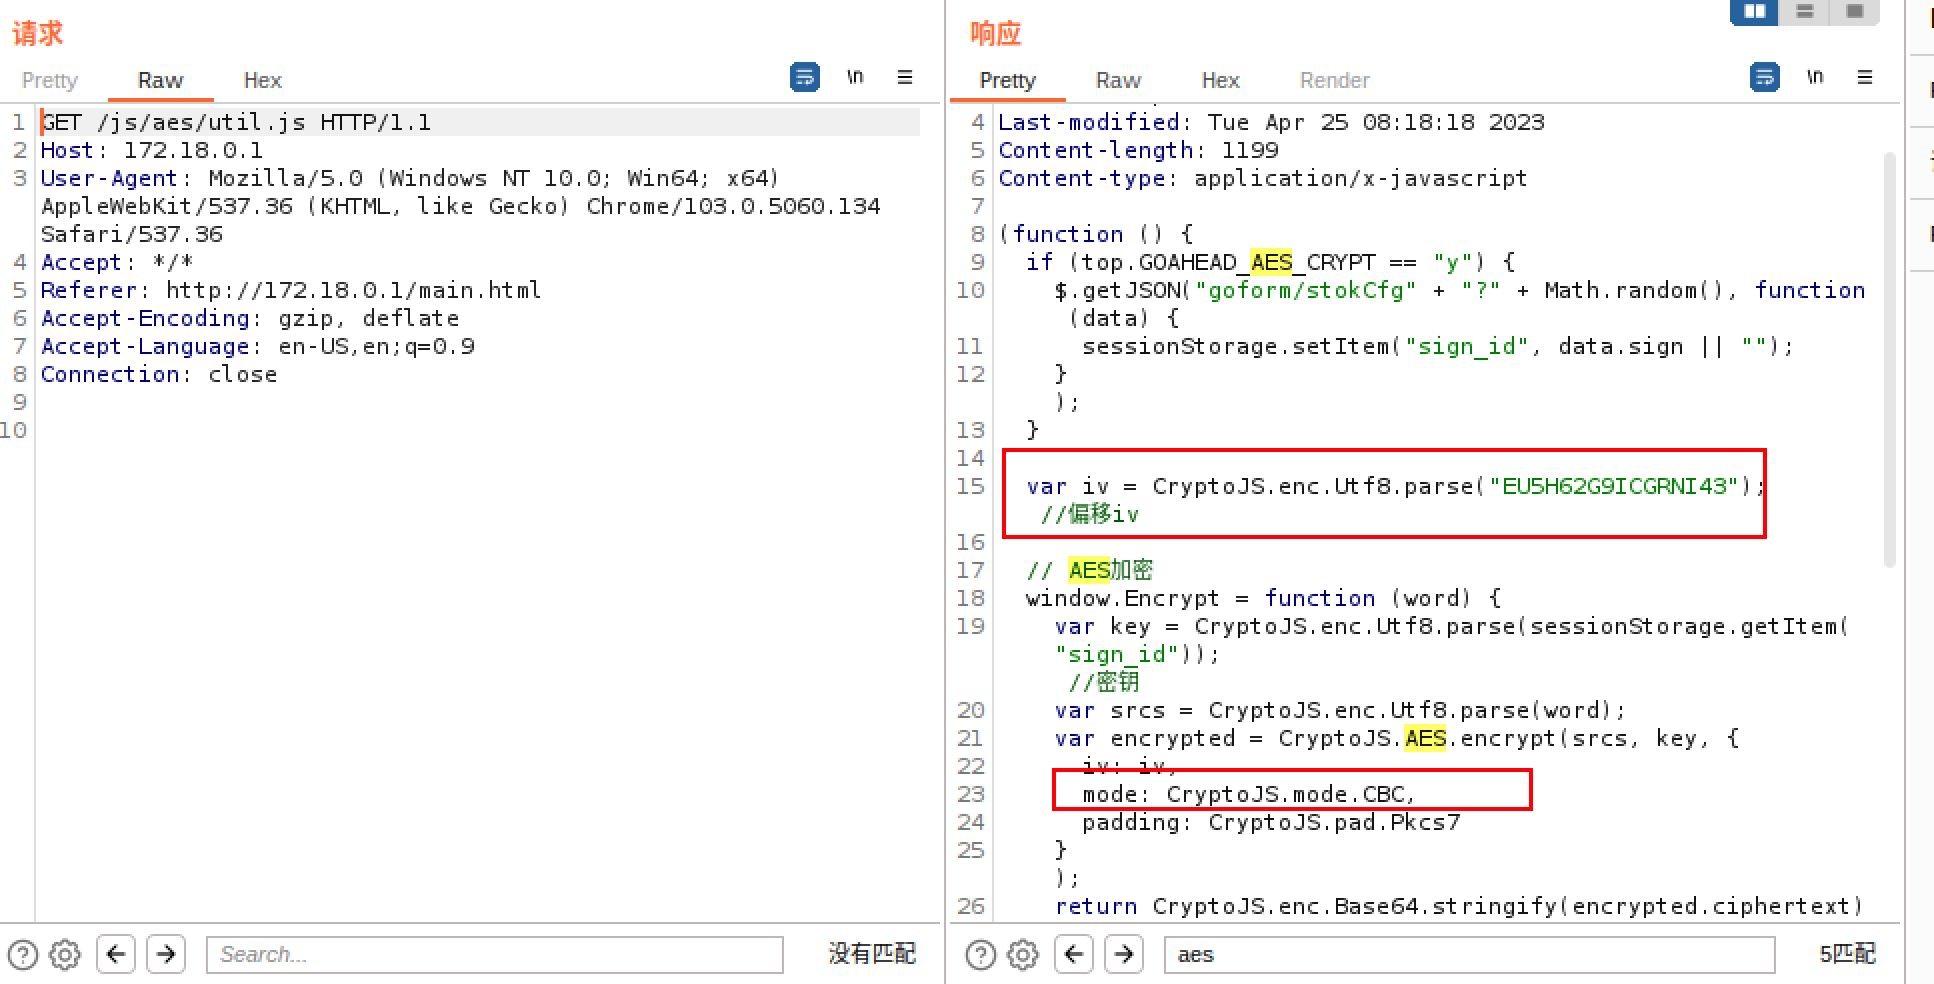 请求
Pretty Raw Hex
\n
1 GET /js/aes/util.js HTTP/1.1
2 Host: 172.18.0.1
3 User-Agent: Mozilla/5.0 (Windows NT 10.0; Win64; x64)
AppleWebKit/537.36 (KHTML, like Gecko) Chrome/103.0.5060.134
Safari/537.36
4 Accept: */*
5 Referer: http://172.18.0.1/main.html
6 Accept-Encoding: gzip, deflate
7 Accept-Language: en-US,en;q=0.9
8 Connection: close
9
10
Search...
没有匹配
响应
Pretty Raw Hex Render
\n
4 Last-modified: Tue Apr 25 08:18:18 2023
5 Content-length: 1199
6 Content-type: application/x-javascript
7
8 (function () {
9 if (top.GOAHEAD_AES_CRYPT == "y") {
10 $.getJSON("goform/stokCfg" + "?" + Math.random(), function
(data) {
11 sessionStorage.setItem("sign_id", data.sign || "");
12 }
);
13 }
14
15 var iv = CryptoJS.enc.Utf8.parse("EU5H62G9ICGRNI43");
//偏移iv
16
17 // AES加密
18 window.Encrypt = function (word) {
19 var key = CryptoJS.enc.Utf8.parse(sessionStorage.getItem(
"sign_id"));
//密钥
20 var srcs = CryptoJS.enc.Utf8.parse(word);
21 var encrypted = CryptoJS.AES.encrypt(srcs, key, {
22 iv: iv,
23 mode: CryptoJS.mode.CBC,
24 padding: CryptoJS.pad.Pkcs7
25 }
);
26 return CryptoJS.enc.Base64.stringify(encrypted.ciphertext)
aes
5匹配